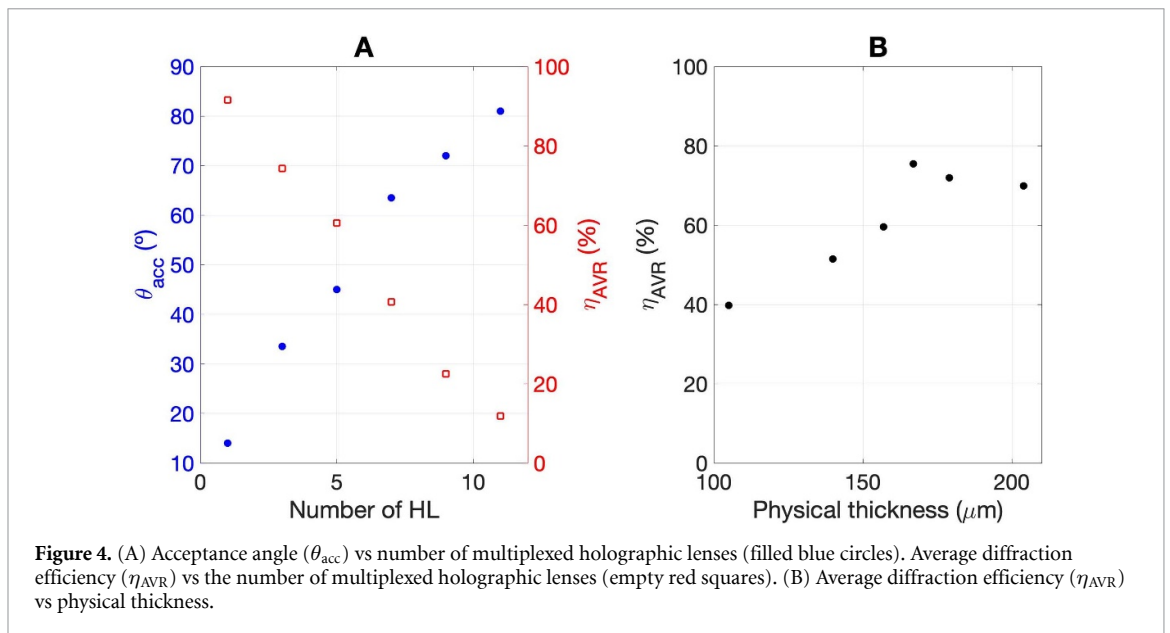 A
90
80
70
60
50
40
30
20
10
θacc (º)
0
5
10
Number of HL
100
80
60
40
20
0
ηAVR (%)
B
100
80
60
40
20
0
ηAVR (%)
100
150
200
Physical thickness (μm)
Figure 4. (A) Acceptance angle (θacc) vs number of multiplexed holographic lenses (filled blue circles). Average diffraction
efficiency (ηAVR) vs the number of multiplexed holographic lenses (empty red squares). (B) Average diffraction efficiency (ηAVR)
vs physical thickness.